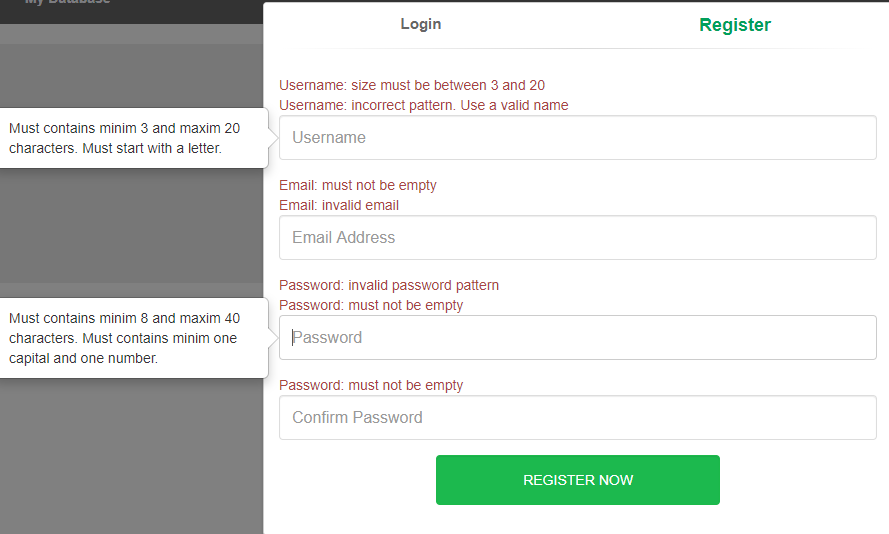 My Database
Login
Register
Username: size must be between 3 and 20
Username: incorrect pattern. Use a valid name
Must contains minim 3 and maxim 20
characters. Must start with a letter.
Username
Email: must not be empty
Email: invalid email
Email Address
Password: invalid password pattern
Password: must not be empty
Must contains minim 8 and maxim 40
characters. Must contains minim one
capital and one number.
Password
Password: must not be empty
Confirm Password
REGISTER NOW